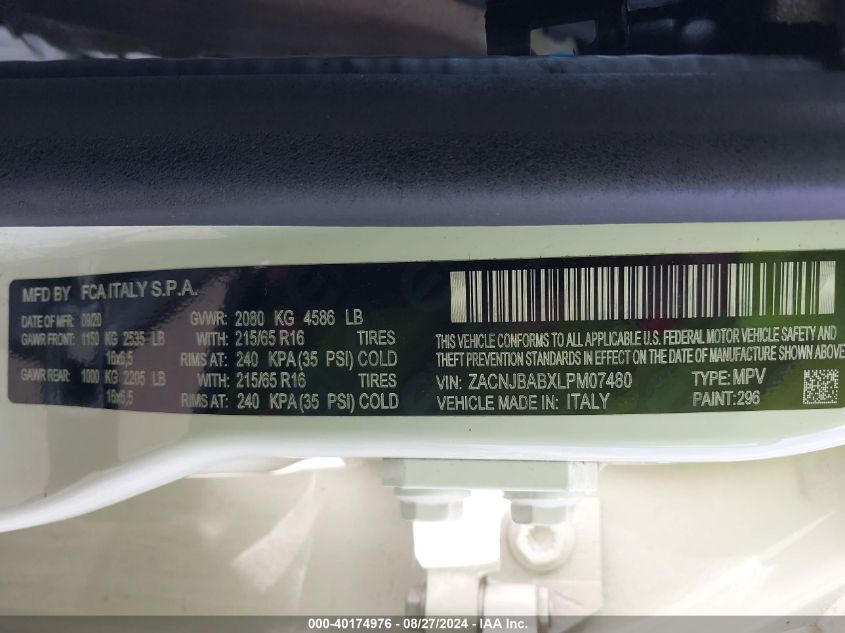 MFD BY FCA ITALY S.P.A.
DATE OF MFR: 09/20 GVWR: 2080 KG 4586 LB
GAWR FRONT: 1150 KG 2535 LB WITH: 215/65 R16 TIRES
16x6,5 RIMS AT: 240 KPA(35 PSI) COLD
GAWR REAR: 1000 KG 2205 LB WITH: 215/65 R16 TIRES
16x6,5 RIMS AT: 240 KPA(35 PSI) COLD
THIS VEHICLE CONFORMS TO ALL APPLICABLE U.S. FEDERAL MOTOR VEHICLE SAFETY AND
THEFT PREVENTION STANDARDS IN EFFECT ON THE DATE OF MANUFACTURE SHOWN ABOVE
VIN: ZACNJBABXLPM07480 TYPE: MPV
VEHICLE MADE IN: ITALY PAINT:296
000-40174976 - 08/27/2024 - IAA Inc.